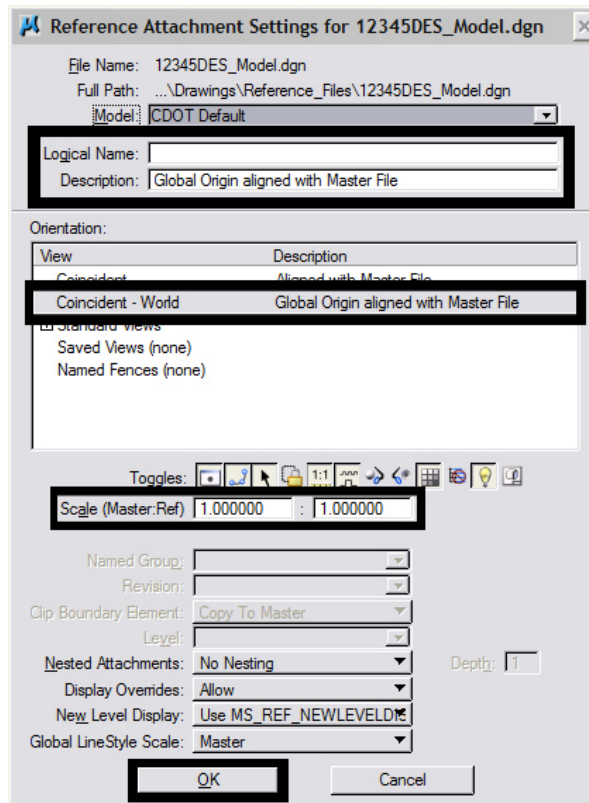 Reference Attachment Settings for 12345DES_Model.dgn
File Name: 12345DES_Model.dgn
Full Path: ...\Drawings\Reference_Files\12345DES_Model.dgn
Model: CDOT Default
Logical Name:
Description: Global Origin aligned with Master File
Orientation:
View Description
Coincident Aligned with Master File
Coincident - World Global Origin aligned with Master File
Standard Views
Saved Views (none)
Named Fences (none)
Toggles: 1:1
Scale (Master:Ref) 1.000000 : 1.000000
Named Group:
Revision:
Clip Boundary Element: Copy To Master
Level:
Nested Attachments: No Nesting Depth: 1
Display Overrides: Allow
New Level Display: Use MS_REF_NEWLEVELDIS
Global LineStyle Scale: Master
OK Cancel